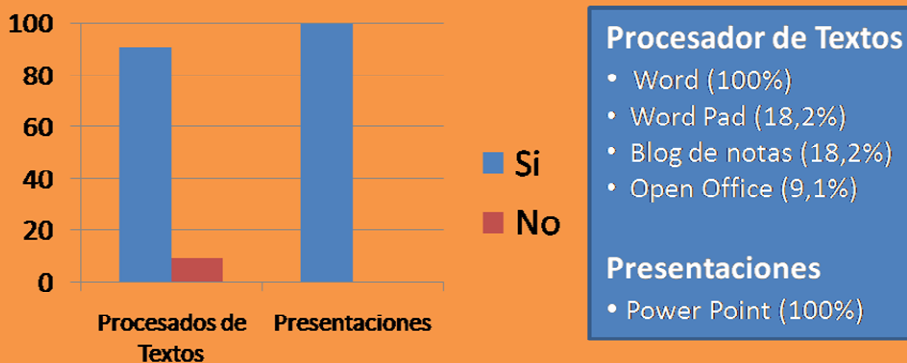 100
80
60
40
20
0
Procesados de
Textos
Presentaciones
Si
No
Procesador de Textos
• Word (100%)
• Word Pad (18,2%)
• Blog de notas (18,2%)
• Open Office (9,1%)
Presentaciones
• Power Point (100%)